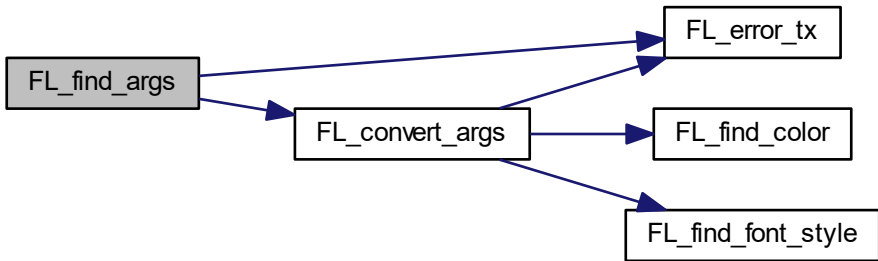 FL_find_args
FL_convert_args
FL_error_tx
FL_find_color
FL_find_font_style